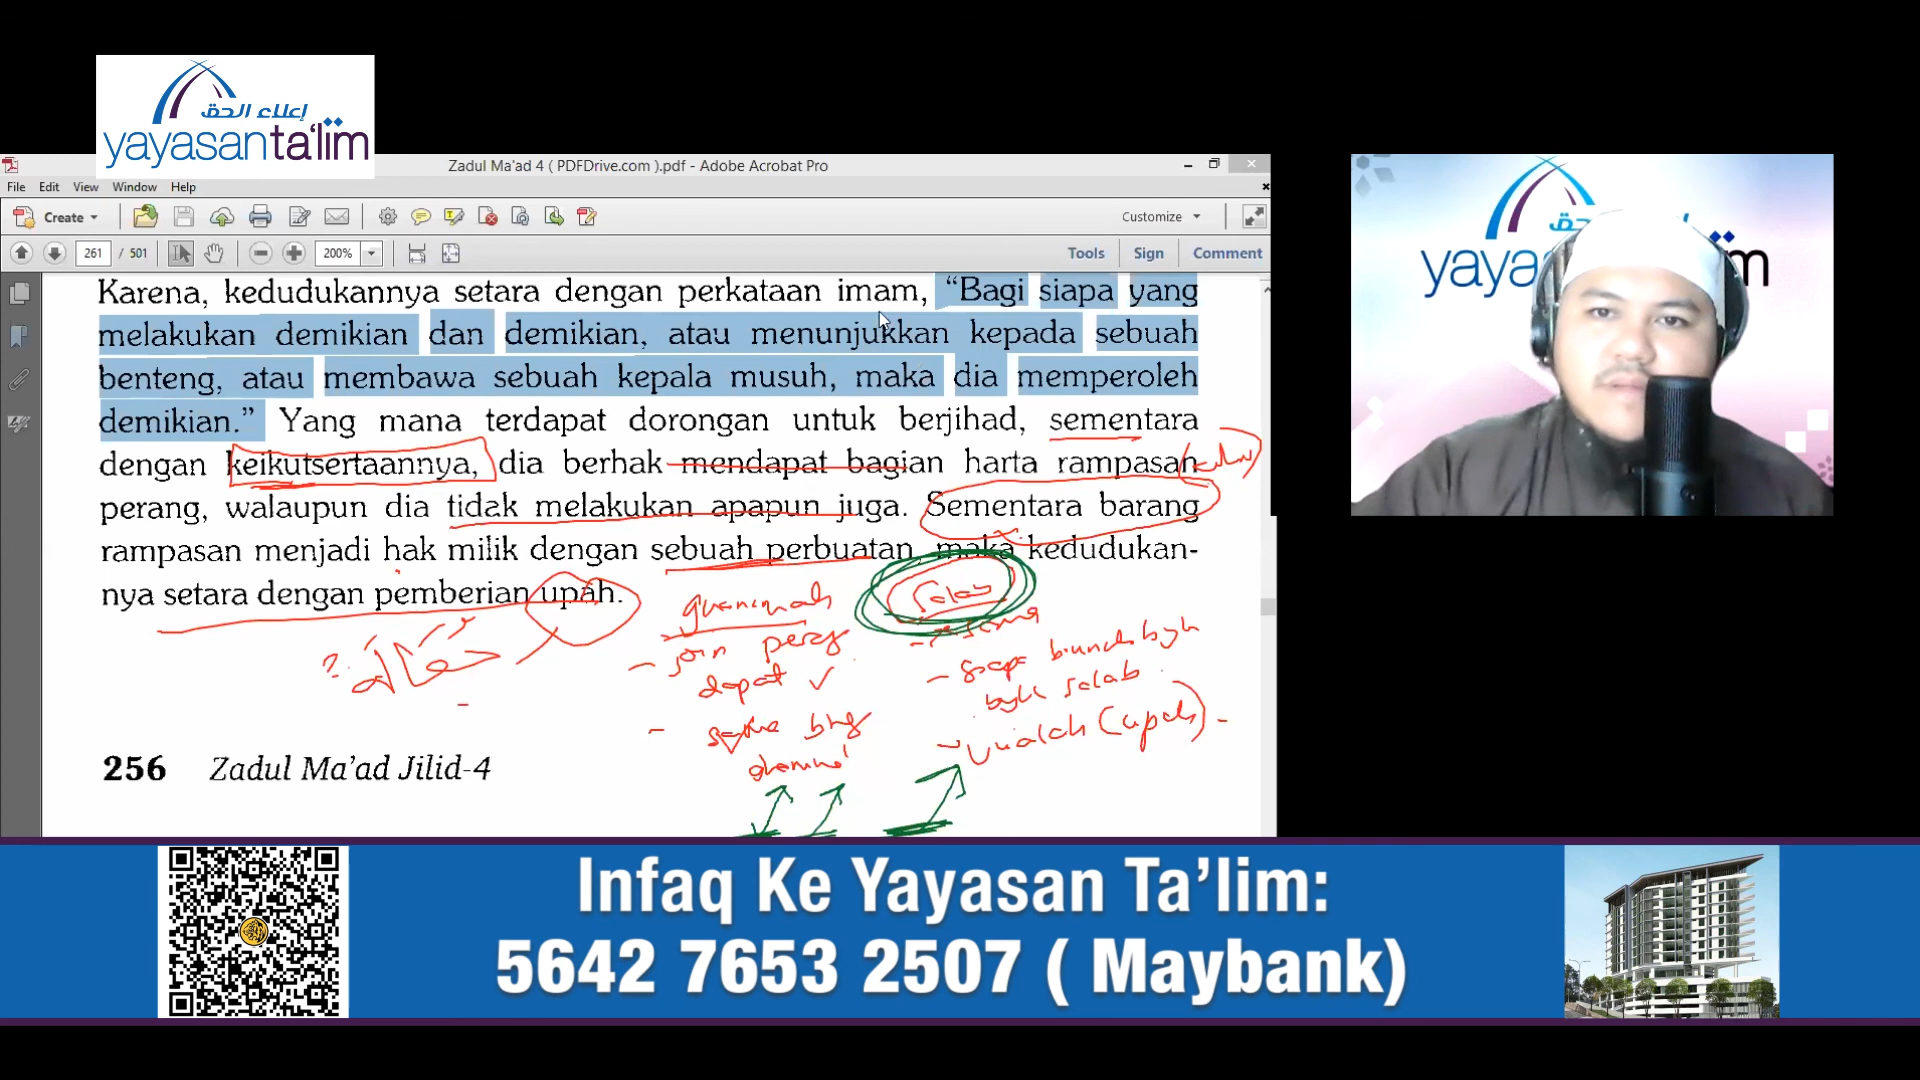 إعلاء الحق
yayasanta'lim
Zadul Ma'ad 4 ( PDFDrive.com ).pdf - Adobe Acrobat Pro
File Edit View Window Help
Create
Customize
261 / 501
200%
Tools Sign Comment
Karena, kedudukannya setara dengan perkataan imam, “Bagi siapa yang
melakukan demikian dan demikian, atau menunjukkan kepada sebuah
benteng, atau membawa sebuah kepala musuh, maka dia memperoleh
demikian.” Yang mana terdapat dorongan untuk berjihad, sementara
dengan keikutsertaannya, dia berhak mendapat bagian harta rampasan
perang, walaupun dia tidak melakukan apapun juga. Sementara barang
rampasan menjadi hak milik dengan sebuah perbuatan, maka kedudukan-
nya setara dengan pemberian upah.
ghanimah
salab
- join perang
dapat ✓
- siapa bunuh byk
byk salab
(upah)
256 Zadul Ma’ad Jilid-4
Infaq Ke Yayasan Ta’lim:
5642 7653 2507 ( Maybank)